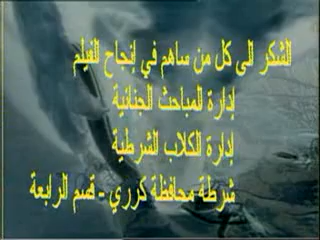 الشكر الى كل من ساهم في إنجاح الفيلم
إدارة المباحث الجنائية
إدارة الكلاب الشرطية
شرطة محافظة كرري - قسم الرابعة